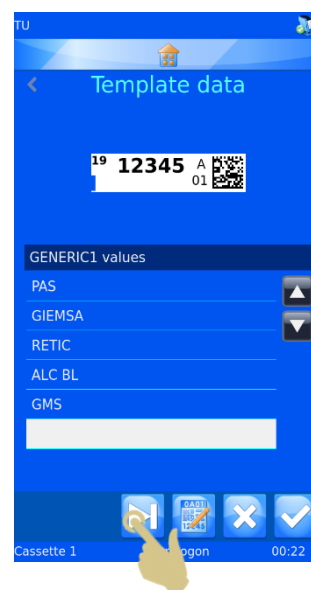 TU
Template data
19 12345 A
01
GENERIC1 values
PAS
GIEMSA
RETIC
ALC BL
GMS
0A01
12345
Cassette 1 ogon 00:22